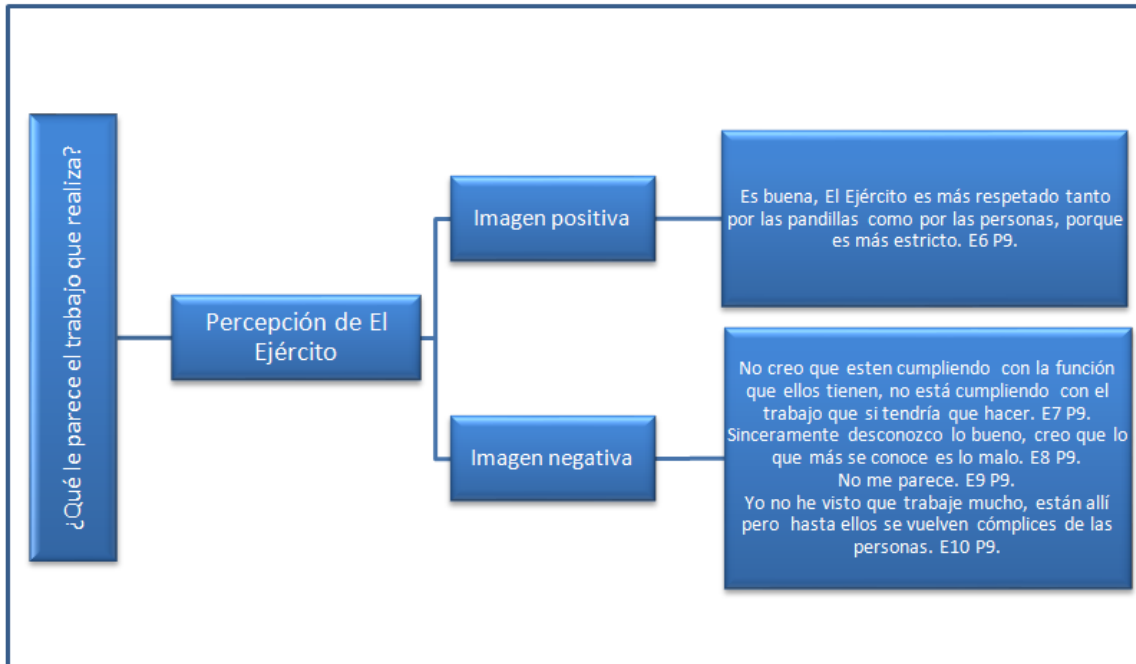 ¿Qué le parece el trabajo que realiza?
Percepción de El
Ejército
Imagen positiva
Es buena, El Ejército es más respetado tanto
por las pandillas como por las personas, porque
es más estricto. E6 P9.
Imagen negativa
No creo que esten cumpliendo con la función
que ellos tienen, no está cumpliendo con el
trabajo que si tendría que hacer. E7 P9.
Sinceramente desconozco lo bueno, creo que lo
que más se conoce es lo malo. E8 P9.
No me parece. E9 P9.
Yo no he visto que trabaje mucho, están allí
pero hasta ellos se vuelven cómplices de las
personas. E10 P9.